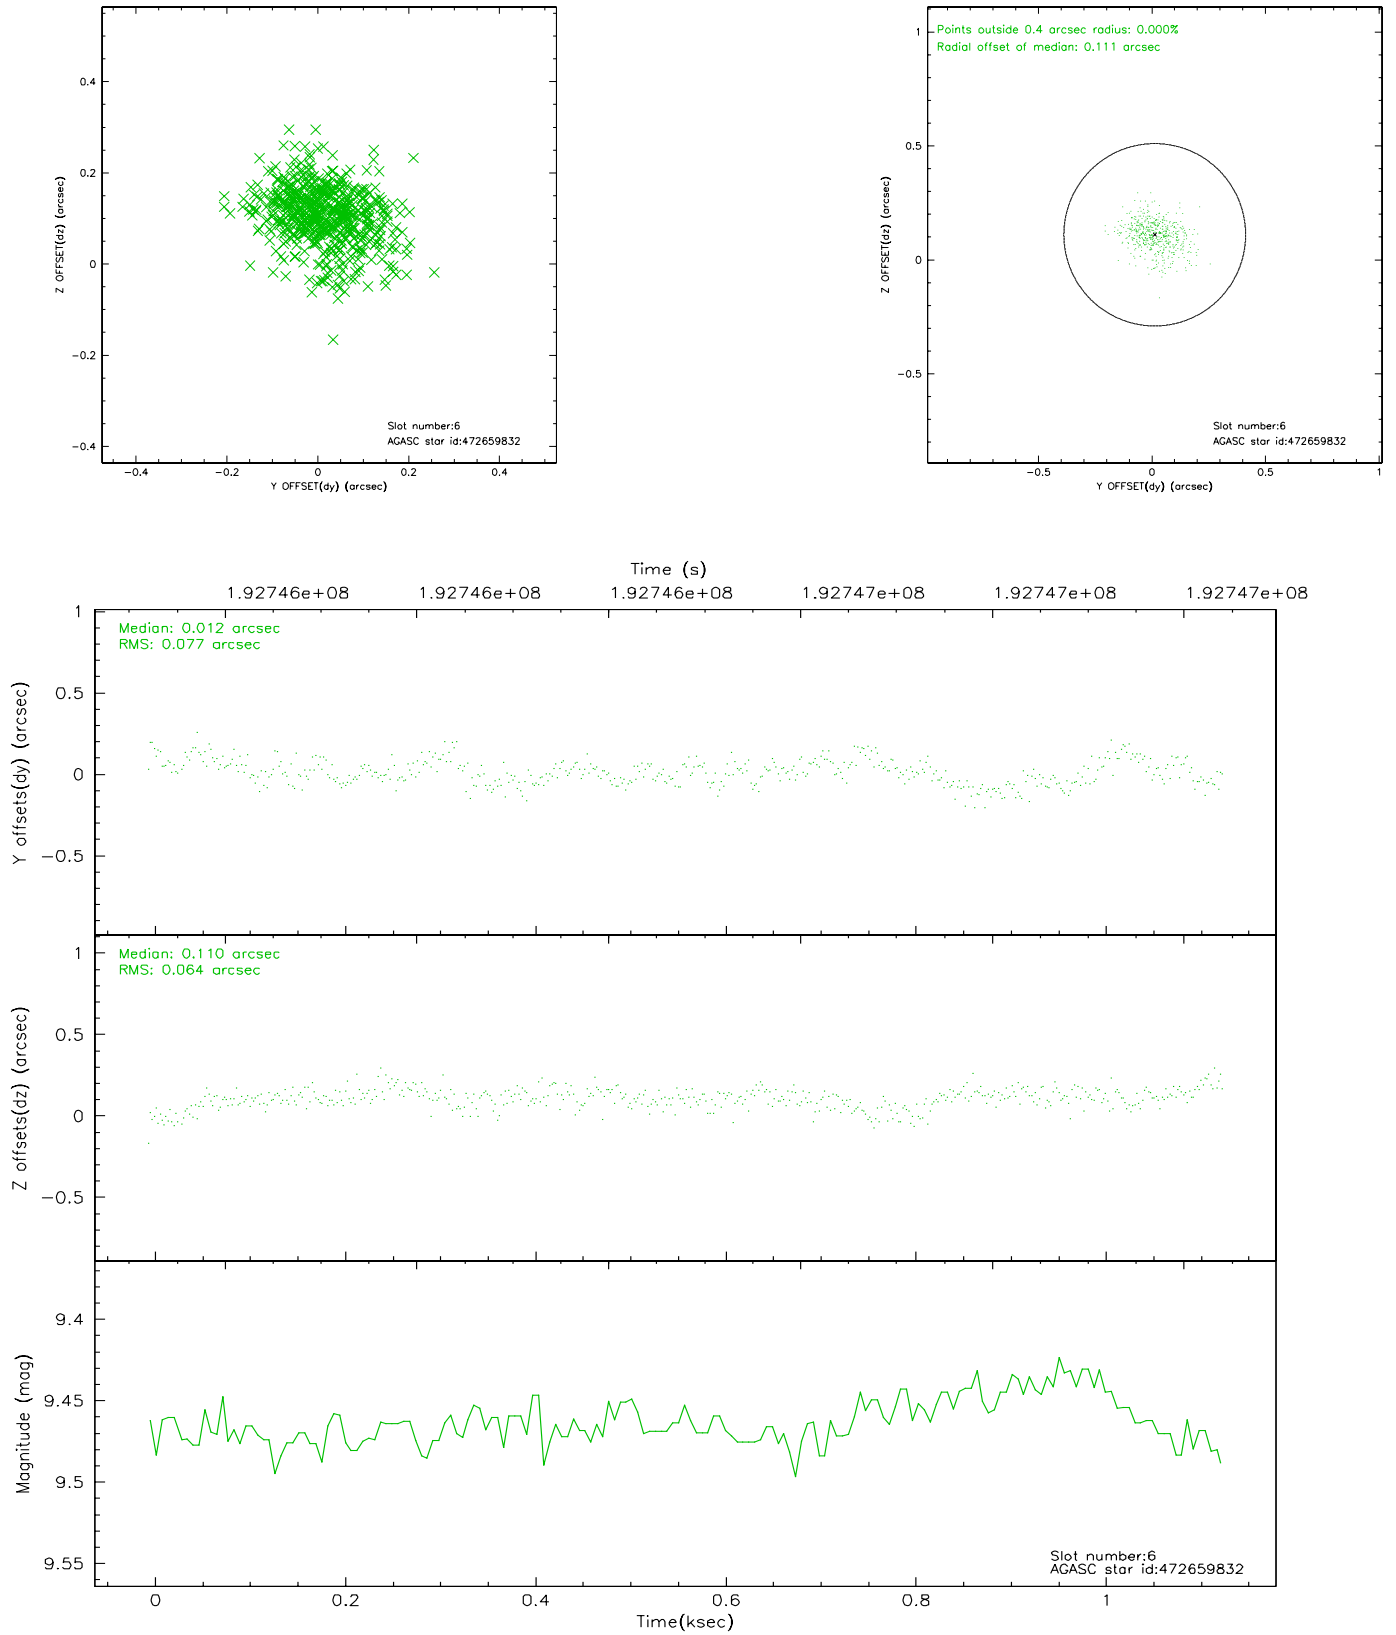 0.4
0.2
0
−0.2
−0.4
Z OFFSET(dz) (arcsec)
Slot number:6
AGASC star id:472659832
−0.4 −0.2 0 0.2 0.4
Y OFFSET(dy) (arcsec)
Points outside 0.4 arcsec radius: 0.000%
Radial offset of median: 0.111 arcsec
1
0.5
0
−0.5
Z OFFSET(dz) (arcsec)
Slot number:6
AGASC star id:472659832
−0.5 0 0.5 1
Y OFFSET(dy) (arcsec)
Time (s)
1.92746e+08 1.92746e+08 1.92746e+08 1.92747e+08 1.92747e+08 1.92747e+08
Median: 0.012 arcsec
RMS: 0.077 arcsec
1
0.5
0
−0.5
Y offsets(dy) (arcsec)
Median: 0.110 arcsec
RMS: 0.064 arcsec
1
0.5
0
−0.5
Z offsets(dz) (arcsec)
9.4
9.45
9.5
9.55
Magnitude (mag)
Slot number:6
AGASC star id:472659832
0 0.2 0.4 0.6 0.8 1
Time(ksec)